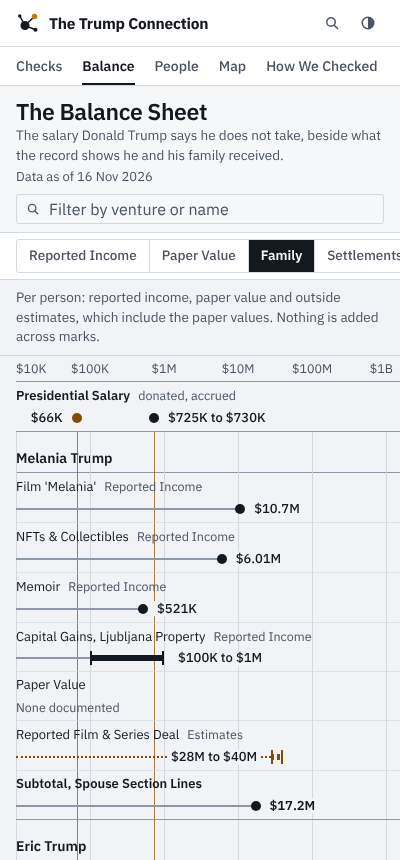 The Trump Connection
Checks Balance People Map How We Checked
The Balance Sheet
The salary Donald Trump says he does not take, beside what
the record shows he and his family received.
Data as of 16 Nov 2026
Filter by venture or name
Reported Income Paper Value Family Settlements
Per person: reported income, paper value and outside
estimates, which include the paper values. Nothing is added
across marks.
$10K $100K $1M $10M $100M $1B
Presidential Salary donated, accrued
$66K $725K to $730K
Melania Trump
Film 'Melania' Reported Income
$10.7M
NFTs & Collectibles Reported Income
$6.01M
Memoir Reported Income
$521K
Capital Gains, Ljubljana Property Reported Income
$100K to $1M
Paper Value
None documented
Reported Film & Series Deal Estimates
$28M to $40M
Subtotal, Spouse Section Lines
$17.2M
Eric Trump